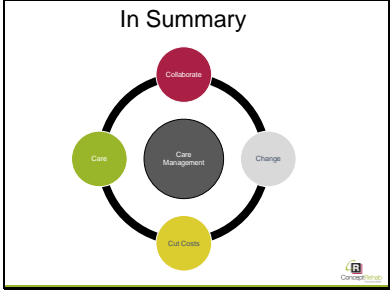 In Summary
Collaborate
Care
Care
Management
Change
Cut Costs
R
ConceptRehab